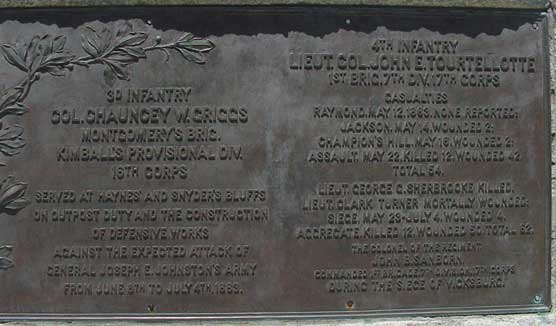 3D INFANTRY
COL. CHAUNCEY W. GRIGGS
MONTGOMERY'S BRIG.
KIMBALL'S PROVISIONAL DIV.
16TH CORPS
SERVED AT HAYNES' AND SNYDER'S BLUFFS
ON OUTPOST DUTY AND THE CONSTRUCTION
OF DEFENSIVE WORKS
AGAINST THE EXPECTED ATTACK OF
GENERAL JOSEPH E. JOHNSTON'S ARMY
FROM JUNE 8TH TO JULY 4TH, 1863.
4TH INFANTRY
LIEUT. COL. JOHN E. TOURTELLOTTE
1ST BRIG. 7TH DIV. 17TH CORPS
CASUALTIES
RAYMOND, MAY 12, 1863, NONE REPORTED;
JACKSON, MAY 14, WOUNDED 2;
CHAMPION'S HILL, MAY 16, WOUNDED 2;
ASSAULT, MAY 22, KILLED 12, WOUNDED 42,
TOTAL 54.
LIEUT. GEORGE G. SHERBROOKE KILLED,
LIEUT. CLARK TURNER MORTALLY WOUNDED;
SIEGE, MAY 23-JULY 4, WOUNDED 4.
AGGREGATE, KILLED 12, WOUNDED 50, TOTAL 62.
THE COLONEL OF THE REGIMENT
JOHN B. SANBORN
COMMANDED 1ST BRIGADE 7TH DIVISION 17TH CORPS
DURING THE SIEGE OF VICKSBURG.